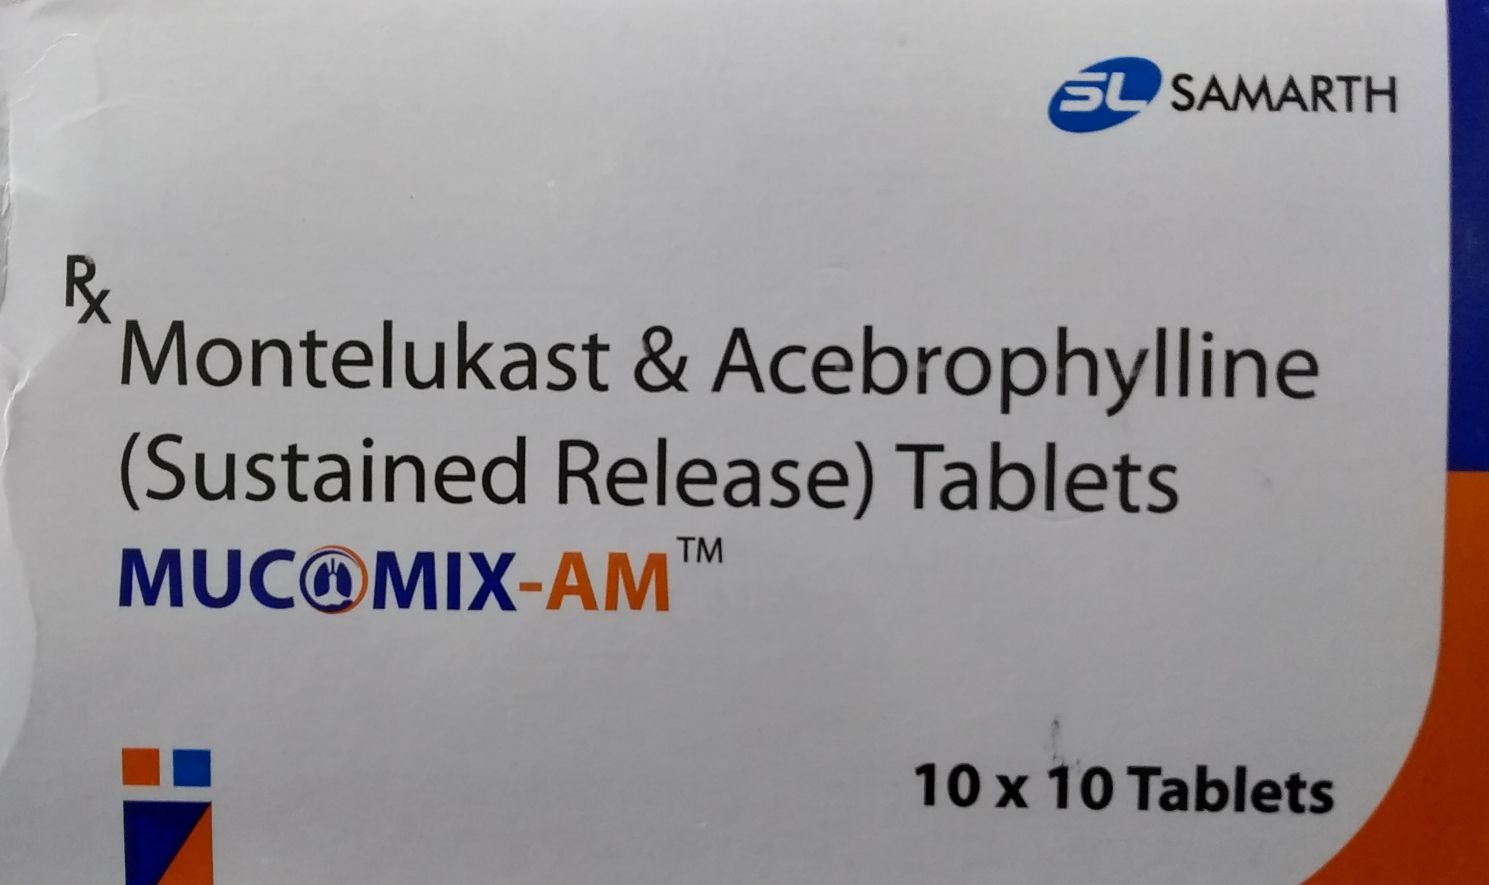 SL SAMARTH
Rx
Montelukast & Acebrophylline
(Sustained Release) Tablets
MUCOMIX-AM™
10 x 10 Tablets